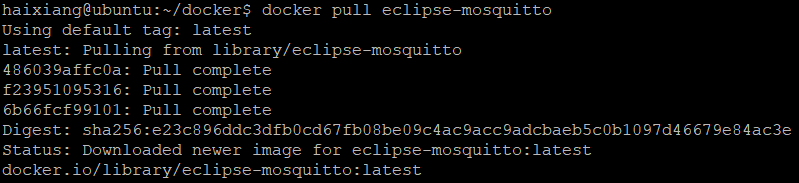 haixiang@ubuntu:~/docker$ docker pull eclipse-mosquitto
Using default tag: latest
latest: Pulling from library/eclipse-mosquitto
486039affc0a: Pull complete
f23951095316: Pull complete
6b66fcf99101: Pull complete
Digest: sha256:e23c896ddc3dfb0cd67fb08be09c4ac9acc9adcbaeb5c0b1097d46679e84ac3e
Status: Downloaded newer image for eclipse-mosquitto:latest
docker.io/library/eclipse-mosquitto:latest